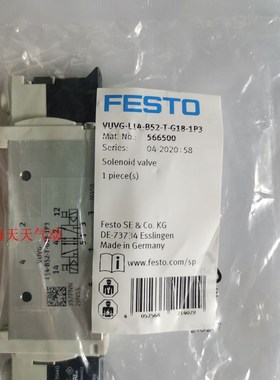 FESTO
VUVG-L14-B52-T-G18-1P3
Mat. No.: 566500
Series: 04.2020:58
Solenoid valve
1 piece(s)
Festo SE & Co. KG
DE-73734 Esslingen
Made in Germany
www.festo.com/sp